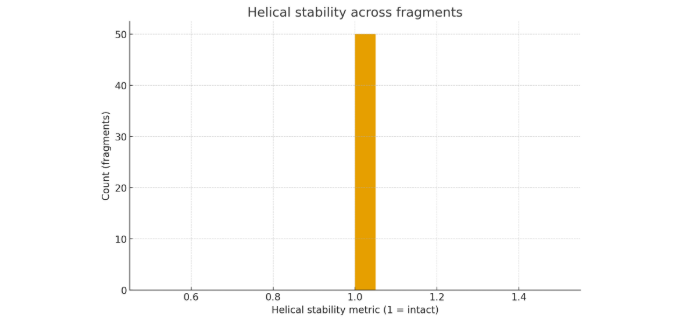 Helical stability across fragments
50
40
30
20
10
0
Count (fragments)
0.6 0.8 1.0 1.2 1.4
Helical stability metric (1 = intact)